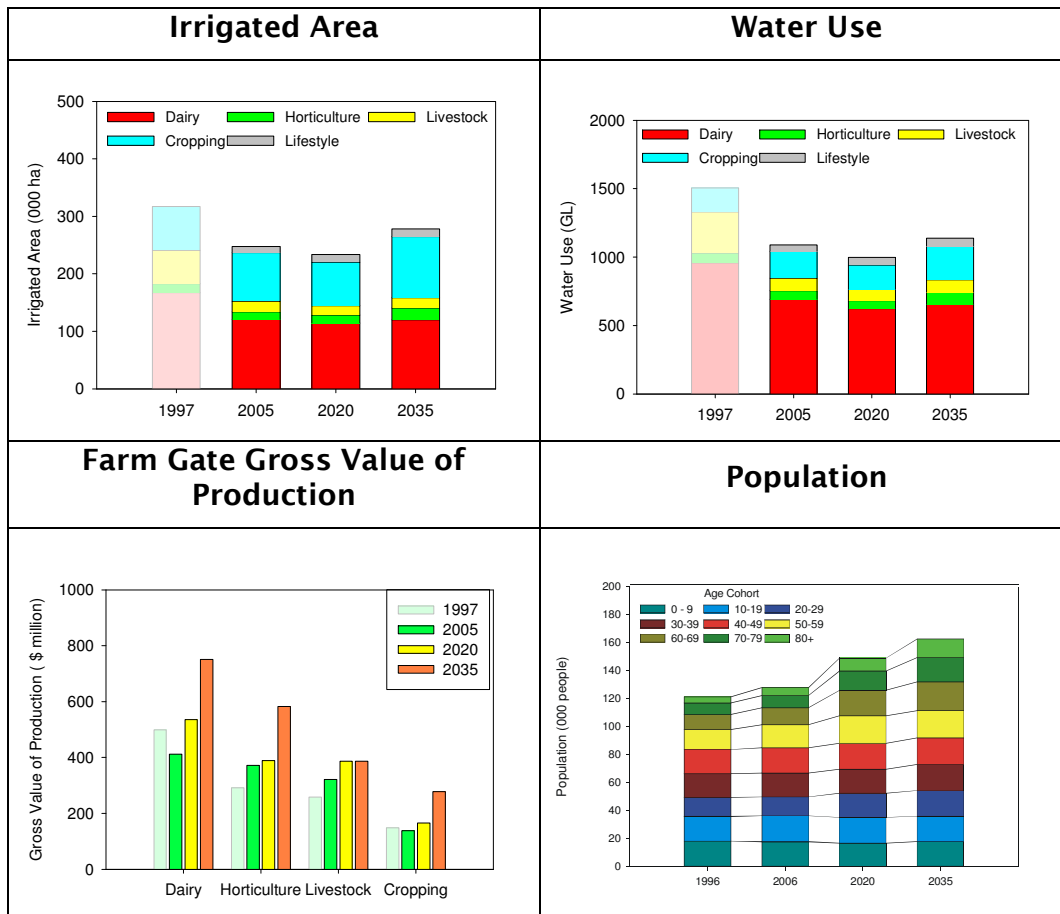 Irrigated Area
Water Use
Irrigated Area (000 ha)
500
400
300
200
100
0
Dairy Horticulture Livestock
Cropping Lifestyle
1997 2005 2020 2035
Water Use (GL)
2000
1500
1000
500
0
Dairy Horticulture Livestock
Cropping Lifestyle
1997 2005 2020 2035
Farm Gate Gross Value of
Production
Population
Gross Value of Production ( $ million)
1000
800
600
400
200
0
1997
2005
2020
2035
Dairy Horticulture Livestock Cropping
Population (000 people)
200
180
160
140
120
100
80
60
40
20
0
Age Cohort
0 - 9 10-19 20-29
30-39 40-49 50-59
60-69 70-79 80+
1996 2006 2020 2035